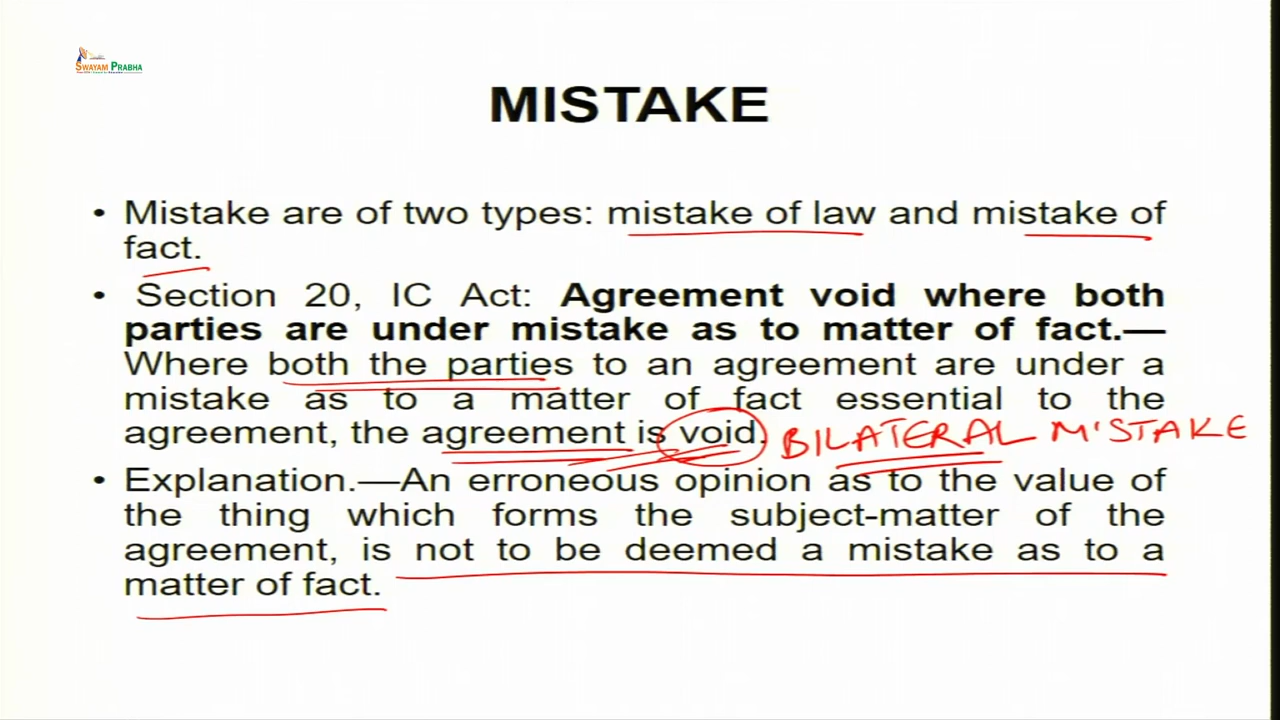 SWAYAM PRABHA
MISTAKE
• Mistake are of two types: mistake of law and mistake of
fact.
• Section 20, IC Act: Agreement void where both
parties are under mistake as to matter of fact.—
Where both the parties to an agreement are under a
mistake as to a matter of fact essential to the
agreement, the agreement is void. BILATERAL MISTAKE
• Explanation.—An erroneous opinion as to the value of
the thing which forms the subject-matter of the
agreement, is not to be deemed a mistake as to a
matter of fact.